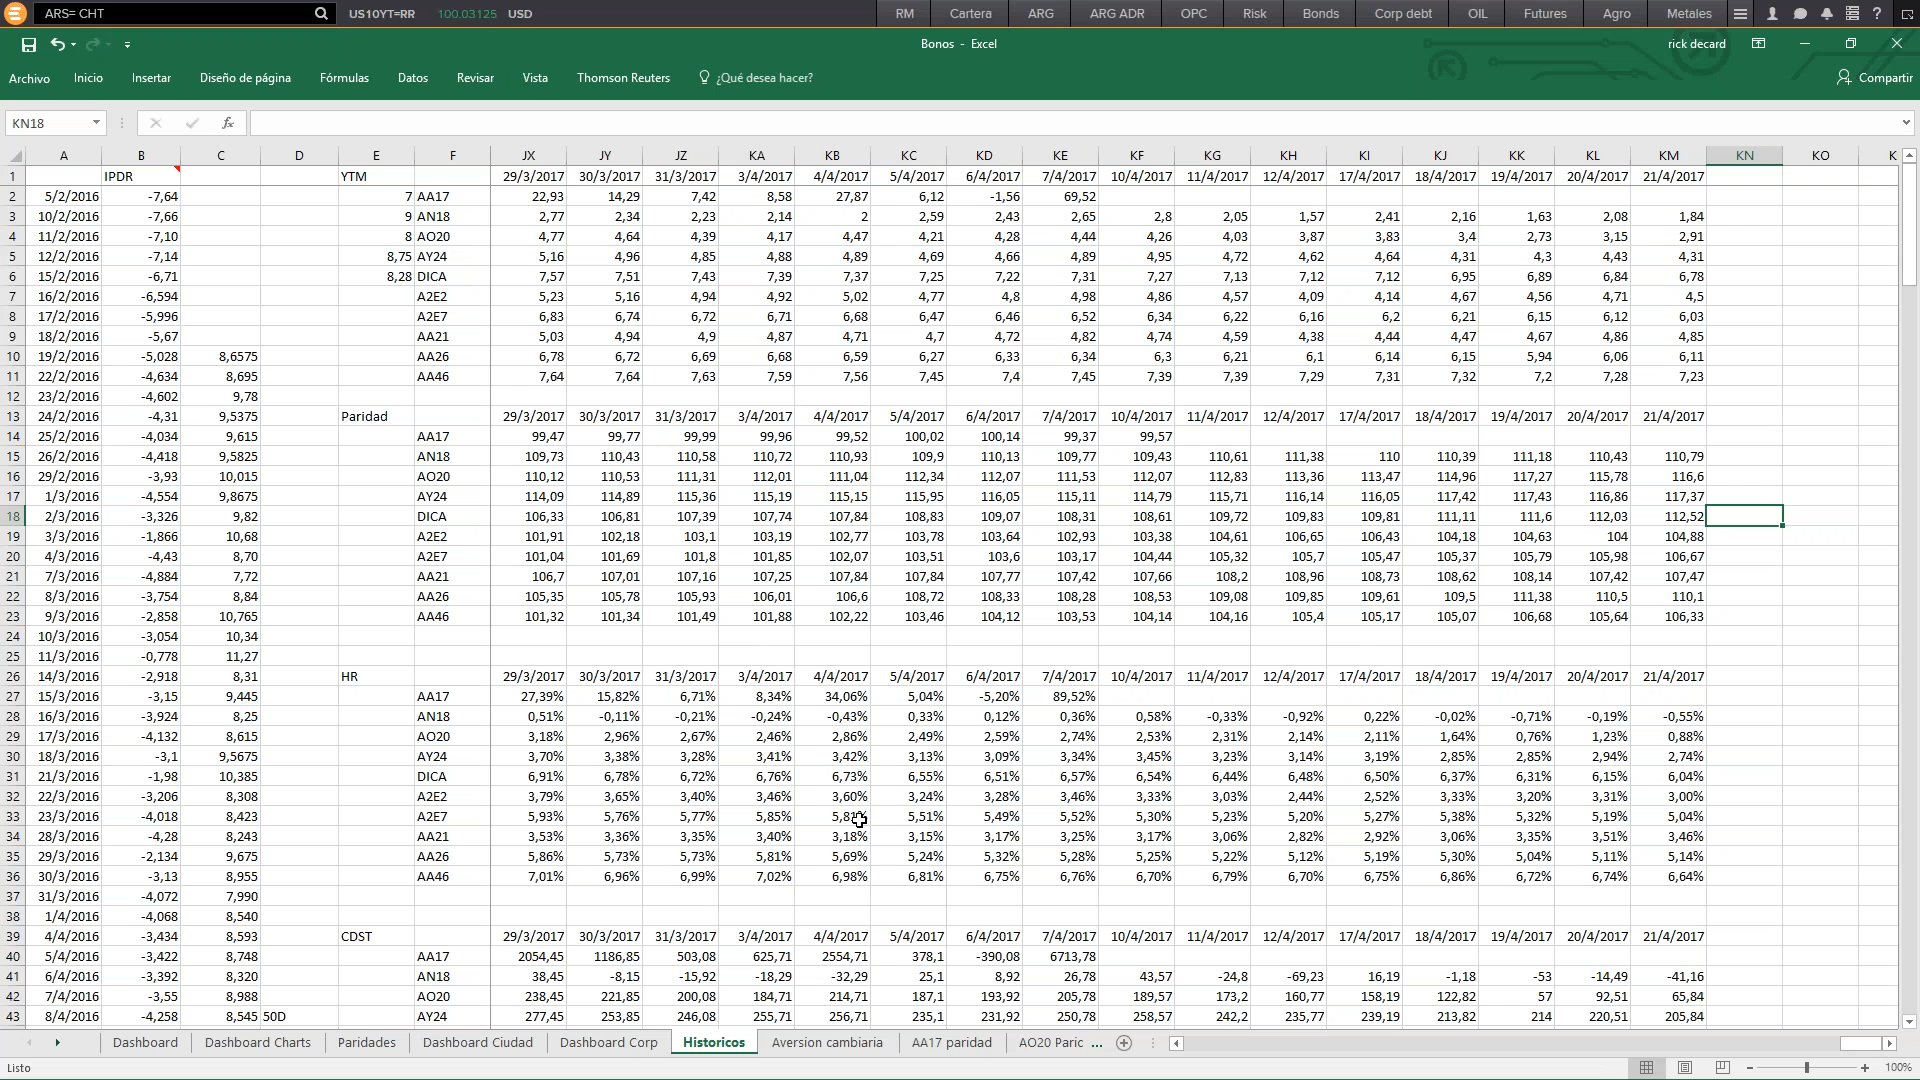 ARS= CHT US10YT=RR 100.03125 USD RM Cartera ARG ARG ADR OPC Risk Bonds Corp debt OIL Futures Agro Metales
Bonos - Excel rick decard
Archivo Inicio Insertar Diseño de página Fórmulas Datos Revisar Vista Thomson Reuters ¿Qué desea hacer? Compartir
KN18 fx
A B C D E F JX JY JZ KA KB KC KD KE KF KG KH KI KJ KK KL KM KN KO K
1 IPDR YTM 29/3/2017 30/3/2017 31/3/2017 3/4/2017 4/4/2017 5/4/2017 6/4/2017 7/4/2017 10/4/2017 11/4/2017 12/4/2017 17/4/2017 18/4/2017 19/4/2017 20/4/2017 21/4/2017
2 5/2/2016 -7,64 7 AA17 22,93 14,29 7,42 8,58 27,87 6,12 -1,56 69,52
3 10/2/2016 -7,66 9 AN18 2,77 2,34 2,23 2,14 2 2,59 2,43 2,65 2,8 2,05 1,57 2,41 2,16 1,63 2,08 1,84
4 11/2/2016 -7,10 8 AO20 4,77 4,64 4,39 4,17 4,47 4,21 4,28 4,44 4,26 4,03 3,87 3,83 3,4 2,73 3,15 2,91
5 12/2/2016 -7,14 8,75 AY24 5,16 4,96 4,85 4,88 4,89 4,69 4,66 4,89 4,95 4,72 4,62 4,64 4,31 4,3 4,43 4,31
6 15/2/2016 -6,71 8,28 DICA 7,57 7,51 7,43 7,39 7,37 7,25 7,22 7,31 7,27 7,13 7,12 7,12 6,95 6,89 6,84 6,78
7 16/2/2016 -6,594 A2E2 5,23 5,16 4,94 4,92 5,02 4,77 4,8 4,98 4,86 4,57 4,09 4,14 4,67 4,56 4,71 4,5
8 17/2/2016 -5,996 A2E7 6,83 6,74 6,72 6,71 6,68 6,47 6,46 6,52 6,34 6,22 6,16 6,2 6,21 6,15 6,12 6,03
9 18/2/2016 -5,67 AA21 5,03 4,94 4,9 4,87 4,71 4,7 4,72 4,82 4,74 4,59 4,38 4,44 4,47 4,67 4,86 4,85
10 19/2/2016 -5,028 8,6575 AA26 6,78 6,72 6,69 6,68 6,59 6,27 6,33 6,34 6,3 6,21 6,1 6,14 6,15 5,94 6,06 6,11
11 22/2/2016 -4,634 8,695 AA46 7,64 7,64 7,63 7,59 7,56 7,45 7,4 7,45 7,39 7,39 7,29 7,31 7,32 7,2 7,28 7,23
12 23/2/2016 -4,602 9,78
13 24/2/2016 -4,31 9,5375 Paridad 29/3/2017 30/3/2017 31/3/2017 3/4/2017 4/4/2017 5/4/2017 6/4/2017 7/4/2017 10/4/2017 11/4/2017 12/4/2017 17/4/2017 18/4/2017 19/4/2017 20/4/2017 21/4/2017
14 25/2/2016 -4,034 9,615 AA17 99,47 99,77 99,99 99,96 99,52 100,02 100,14 99,37 99,57
15 26/2/2016 -4,418 9,5825 AN18 109,73 110,43 110,58 110,72 110,93 109,9 110,13 109,77 109,43 110,61 111,38 110 110,39 111,18 110,43 110,79
16 29/2/2016 -3,93 10,015 AO20 110,12 110,53 111,31 112,01 111,04 112,34 112,07 111,53 112,07 112,83 113,36 113,47 114,96 117,27 115,78 116,6
17 1/3/2016 -4,554 9,8675 AY24 114,09 114,89 115,36 115,19 115,15 115,95 116,05 115,11 114,79 115,71 116,14 116,05 117,42 117,43 116,86 117,37
18 2/3/2016 -3,326 9,82 DICA 106,33 106,81 107,39 107,74 107,84 108,83 109,07 108,31 108,61 109,72 109,83 109,81 111,11 111,6 112,03 112,52
19 3/3/2016 -1,866 10,68 A2E2 101,91 102,18 103,1 103,19 102,77 103,78 103,64 102,93 103,38 104,61 106,65 106,43 104,18 104,63 104 104,88
20 4/3/2016 -4,43 8,70 A2E7 101,04 101,69 101,8 101,85 102,07 103,51 103,6 103,17 104,44 105,32 105,7 105,47 105,37 105,79 105,98 106,67
21 7/3/2016 -4,884 7,72 AA21 106,7 107,01 107,16 107,25 107,84 107,84 107,77 107,42 107,66 108,2 108,96 108,73 108,62 108,14 107,42 107,47
22 8/3/2016 -3,754 8,84 AA26 105,35 105,78 105,93 106,01 106,6 108,72 108,33 108,28 108,53 109,08 109,85 109,61 109,5 111,38 110,5 110,1
23 9/3/2016 -2,858 10,765 AA46 101,32 101,34 101,49 101,88 102,22 103,46 104,12 103,53 104,14 104,16 105,4 105,17 105,07 106,68 105,64 106,33
24 10/3/2016 -3,054 10,34
25 11/3/2016 -0,778 11,27
26 14/3/2016 -2,918 8,31 HR 29/3/2017 30/3/2017 31/3/2017 3/4/2017 4/4/2017 5/4/2017 6/4/2017 7/4/2017 10/4/2017 11/4/2017 12/4/2017 17/4/2017 18/4/2017 19/4/2017 20/4/2017 21/4/2017
27 15/3/2016 -3,15 9,445 AA17 27,39% 15,82% 6,71% 8,34% 34,06% 5,04% -5,20% 89,52%
28 16/3/2016 -3,924 8,25 AN18 0,51% -0,11% -0,21% -0,24% -0,43% 0,33% 0,12% 0,36% 0,58% -0,33% -0,92% 0,22% -0,02% -0,71% -0,19% -0,55%
29 17/3/2016 -4,132 8,615 AO20 3,18% 2,96% 2,67% 2,46% 2,86% 2,49% 2,59% 2,74% 2,53% 2,31% 2,14% 2,11% 1,64% 0,76% 1,23% 0,88%
30 18/3/2016 -3,1 9,5675 AY24 3,70% 3,38% 3,28% 3,41% 3,42% 3,13% 3,09% 3,34% 3,45% 3,23% 3,14% 3,19% 2,85% 2,85% 2,94% 2,74%
31 21/3/2016 -1,98 10,385 DICA 6,91% 6,78% 6,72% 6,76% 6,73% 6,55% 6,51% 6,57% 6,54% 6,44% 6,48% 6,50% 6,37% 6,31% 6,15% 6,04%
32 22/3/2016 -3,206 8,308 A2E2 3,79% 3,65% 3,40% 3,46% 3,60% 3,24% 3,28% 3,46% 3,33% 3,03% 2,44% 2,52% 3,33% 3,20% 3,31% 3,00%
33 23/3/2016 -4,018 8,423 A2E7 5,93% 5,76% 5,77% 5,85% 5,51% 5,49% 5,52% 5,30% 5,23% 5,20% 5,27% 5,38% 5,32% 5,19% 5,04%
34 28/3/2016 -4,28 8,243 AA21 3,53% 3,36% 3,35% 3,40% 3,18% 3,15% 3,17% 3,25% 3,17% 3,06% 2,82% 2,92% 3,06% 3,35% 3,51% 3,46%
35 29/3/2016 -2,134 9,675 AA26 5,86% 5,73% 5,73% 5,81% 5,69% 5,24% 5,32% 5,28% 5,25% 5,22% 5,12% 5,19% 5,30% 5,04% 5,11% 5,14%
36 30/3/2016 -3,13 8,955 AA46 7,01% 6,96% 6,99% 7,02% 6,98% 6,81% 6,75% 6,76% 6,70% 6,79% 6,70% 6,75% 6,86% 6,72% 6,74% 6,64%
37 31/3/2016 -4,072 7,990
38 1/4/2016 -4,068 8,540
39 4/4/2016 -3,434 8,593 CDST 29/3/2017 30/3/2017 31/3/2017 3/4/2017 4/4/2017 5/4/2017 6/4/2017 7/4/2017 10/4/2017 11/4/2017 12/4/2017 17/4/2017 18/4/2017 19/4/2017 20/4/2017 21/4/2017
40 5/4/2016 -3,422 8,748 AA17 2054,45 1186,85 503,08 625,71 2554,71 378,1 -390,08 6713,78
41 6/4/2016 -3,392 8,320 AN18 38,45 -8,15 -15,92 -18,29 -32,29 25,1 8,92 26,78 43,57 -24,8 -69,23 16,19 -1,18 -53 -14,49 -41,16
42 7/4/2016 -3,55 8,988 AO20 238,45 221,85 200,08 184,71 214,71 187,1 193,92 205,78 189,57 173,2 160,77 158,19 122,82 57 92,51 65,84
43 8/4/2016 -4,258 8,545 50D AY24 277,45 253,85 246,08 255,71 256,71 235,1 231,92 250,78 258,57 242,2 235,77 239,19 213,82 214 220,51 205,84
Dashboard Dashboard Charts Paridades Dashboard Ciudad Dashboard Corp Historicos Aversion cambiaria AA17 paridad AO20 Paric ...
Listo 100%